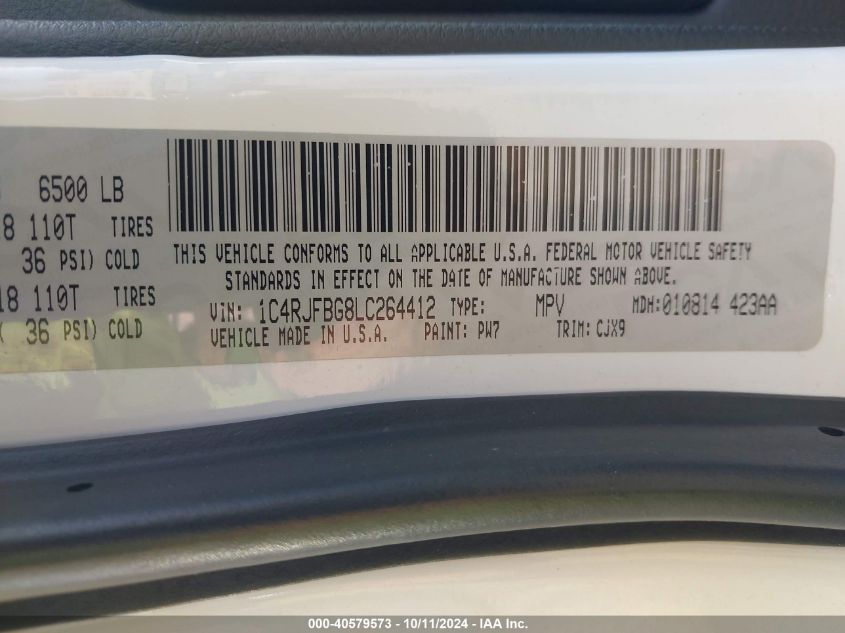 6500 LB
8 110T TIRES
36 PSI) COLD
18 110T TIRES
( 36 PSI) COLD
THIS VEHICLE CONFORMS TO ALL APPLICABLE U.S.A. FEDERAL MOTOR VEHICLE SAFETY
STANDARDS IN EFFECT ON THE DATE OF MANUFACTURE SHOWN ABOVE.
VIN: 1C4RJFBG8LC264412 TYPE: MPV MDH:010814 423AA
VEHICLE MADE IN U.S.A. PAINT: PW7 TRIM: CJX9
000-40579573 - 10/11/2024 - IAA Inc.